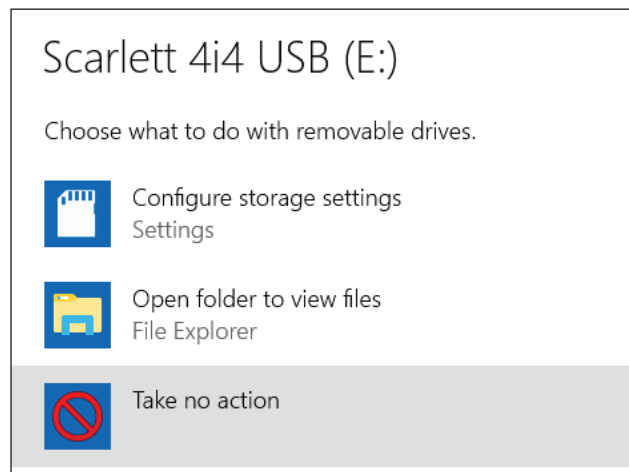 Scarlett 4i4 USB (E:)
Choose what to do with removable drives.
Configure storage settings
Settings
Open folder to view files
File Explorer
Take no action